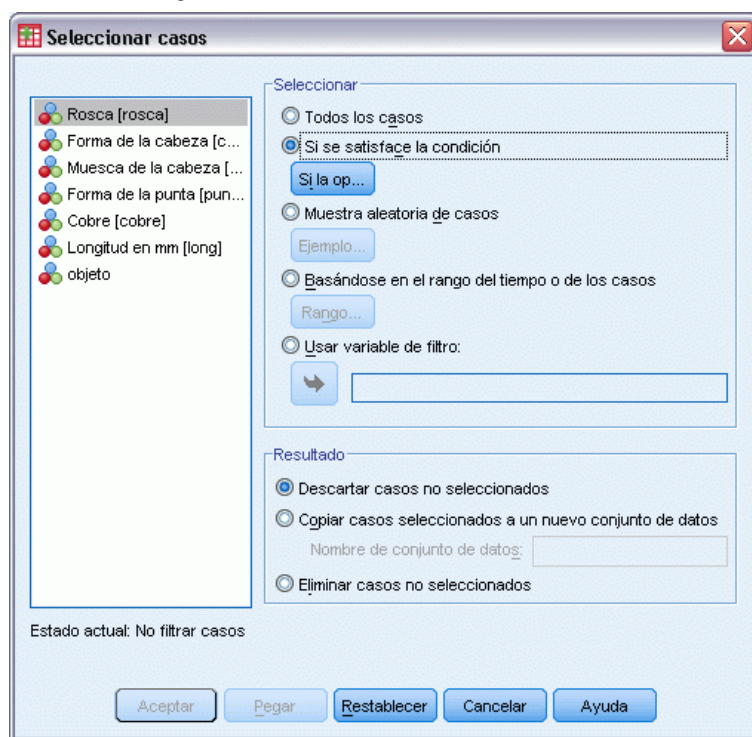 Seleccionar casos
Rosca [rosca]
Forma de la cabeza [c...
Muesca de la cabeza [...
Forma de la punta [pun...
Cobre [cobre]
Longitud en mm [long]
objeto
Estado actual: No filtrar casos
Seleccionar
Todos los casos
Si se satisface la condición
Si la op...
Muestra aleatoria de casos
Ejemplo...
Basándose en el rango del tiempo o de los casos
Rango...
Usar variable de filtro:
Resultado
Descartar casos no seleccionados
Copiar casos seleccionados a un nuevo conjunto de datos
Nombre de conjunto de datos:
Eliminar casos no seleccionados
Aceptar Pegar Restablecer Cancelar Ayuda